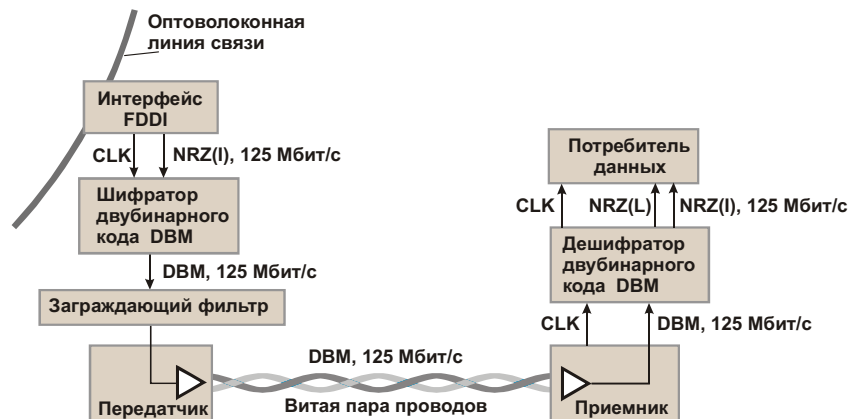 Оптоволоконная
линия связи
Интерфейс
FDDI
CLK
NRZ(I), 125 Мбит/с
Шифратор
двубинарного
кода DBM
DBM, 125 Мбит/с
Заграждающий фильтр
Передатчик
DBM, 125 Мбит/с
Витая пара проводов
Потребитель
данных
CLK
NRZ(L)
NRZ(I), 125 Мбит/с
Дешифратор
двубинарного
кода DBM
CLK
DBM, 125 Мбит/с
Приемник